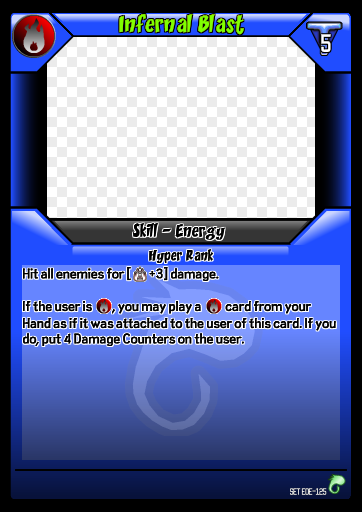 Infernal Blast
5
Skill - Energy
Hyper Rank
Hit all enemies for [ +3] damage.
If the user is , you may play a card from your
Hand as if it was attached to the user of this card. If you
do, put 4 Damage Counters on the user.
SET EOE-125